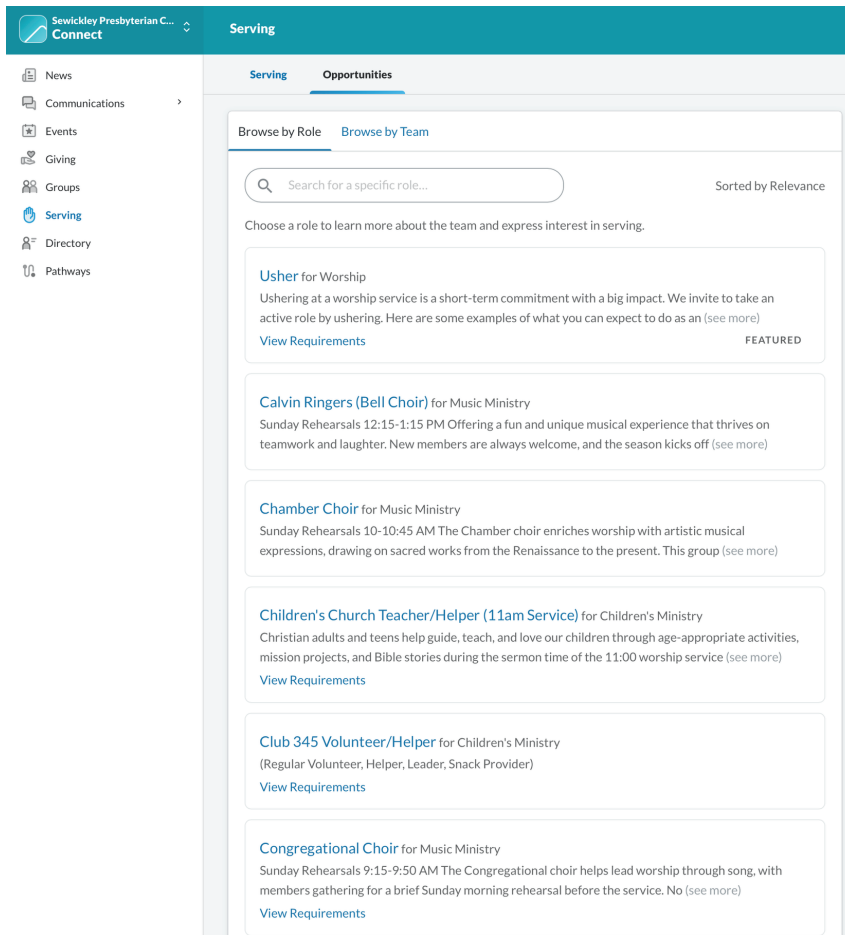 Sewickley Presbyterian C...
Connect
Serving
News
Communications
Events
Giving
Groups
Serving
Directory
Pathways
Serving
Opportunities
Browse by Role
Browse by Team
Search for a specific role...
Sorted by Relevance
Choose a role to learn more about the team and express interest in serving.
Usher for Worship
Ushering at a worship service is a short-term commitment with a big impact. We invite to take an
active role by ushering. Here are some examples of what you can expect to do as an (see more)
View Requirements
FEATURED
Calvin Ringers (Bell Choir) for Music Ministry
Sunday Rehearsals 12:15-1:15 PM Offering a fun and unique musical experience that thrives on
teamwork and laughter. New members are always welcome, and the season kicks off (see more)
Chamber Choir for Music Ministry
Sunday Rehearsals 10-10:45 AM The Chamber choir enriches worship with artistic musical
expressions, drawing on sacred works from the Renaissance to the present. This group (see more)
Children's Church Teacher/Helper (11am Service) for Children's Ministry
Christian adults and teens help guide, teach, and love our children through age-appropriate activities,
mission projects, and Bible stories during the sermon time of the 11:00 worship service (see more)
View Requirements
Club 345 Volunteer/Helper for Children's Ministry
(Regular Volunteer, Helper, Leader, Snack Provider)
View Requirements
Congregational Choir for Music Ministry
Sunday Rehearsals 9:15-9:50 AM The Congregational choir helps lead worship through song, with
members gathering for a brief Sunday morning rehearsal before the service. No (see more)
View Requirements